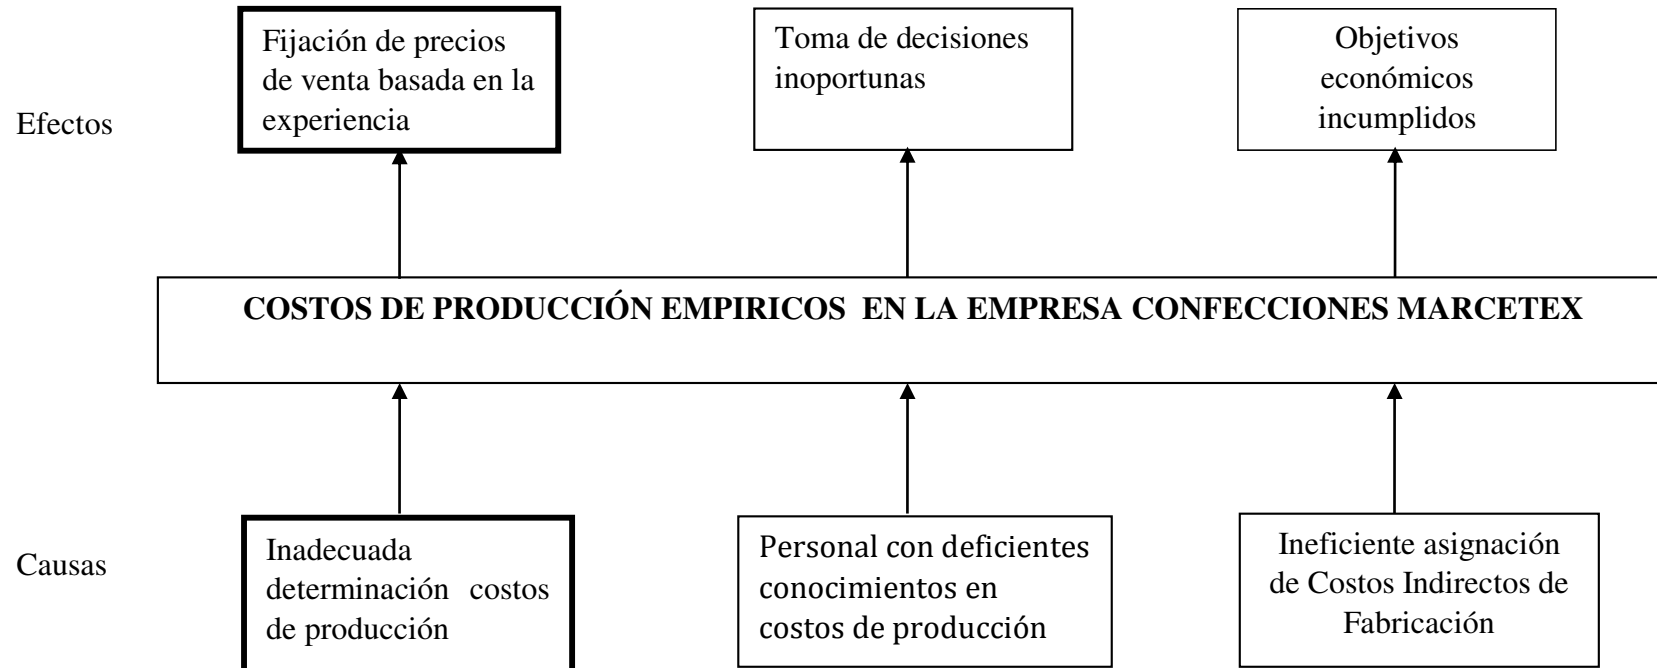 Efectos
Fijación de precios
de venta basada en la
experiencia
Toma de decisiones
inoportunas
Objetivos
económicos
incumplidos
COSTOS DE PRODUCCIÓN EMPIRICOS EN LA EMPRESA CONFECCIONES MARCETEX
Causas
Inadecuada
determinación costos
de producción
Personal con deficientes
conocimientos en
costos de producción
Ineficiente asignación
de Costos Indirectos de
Fabricación